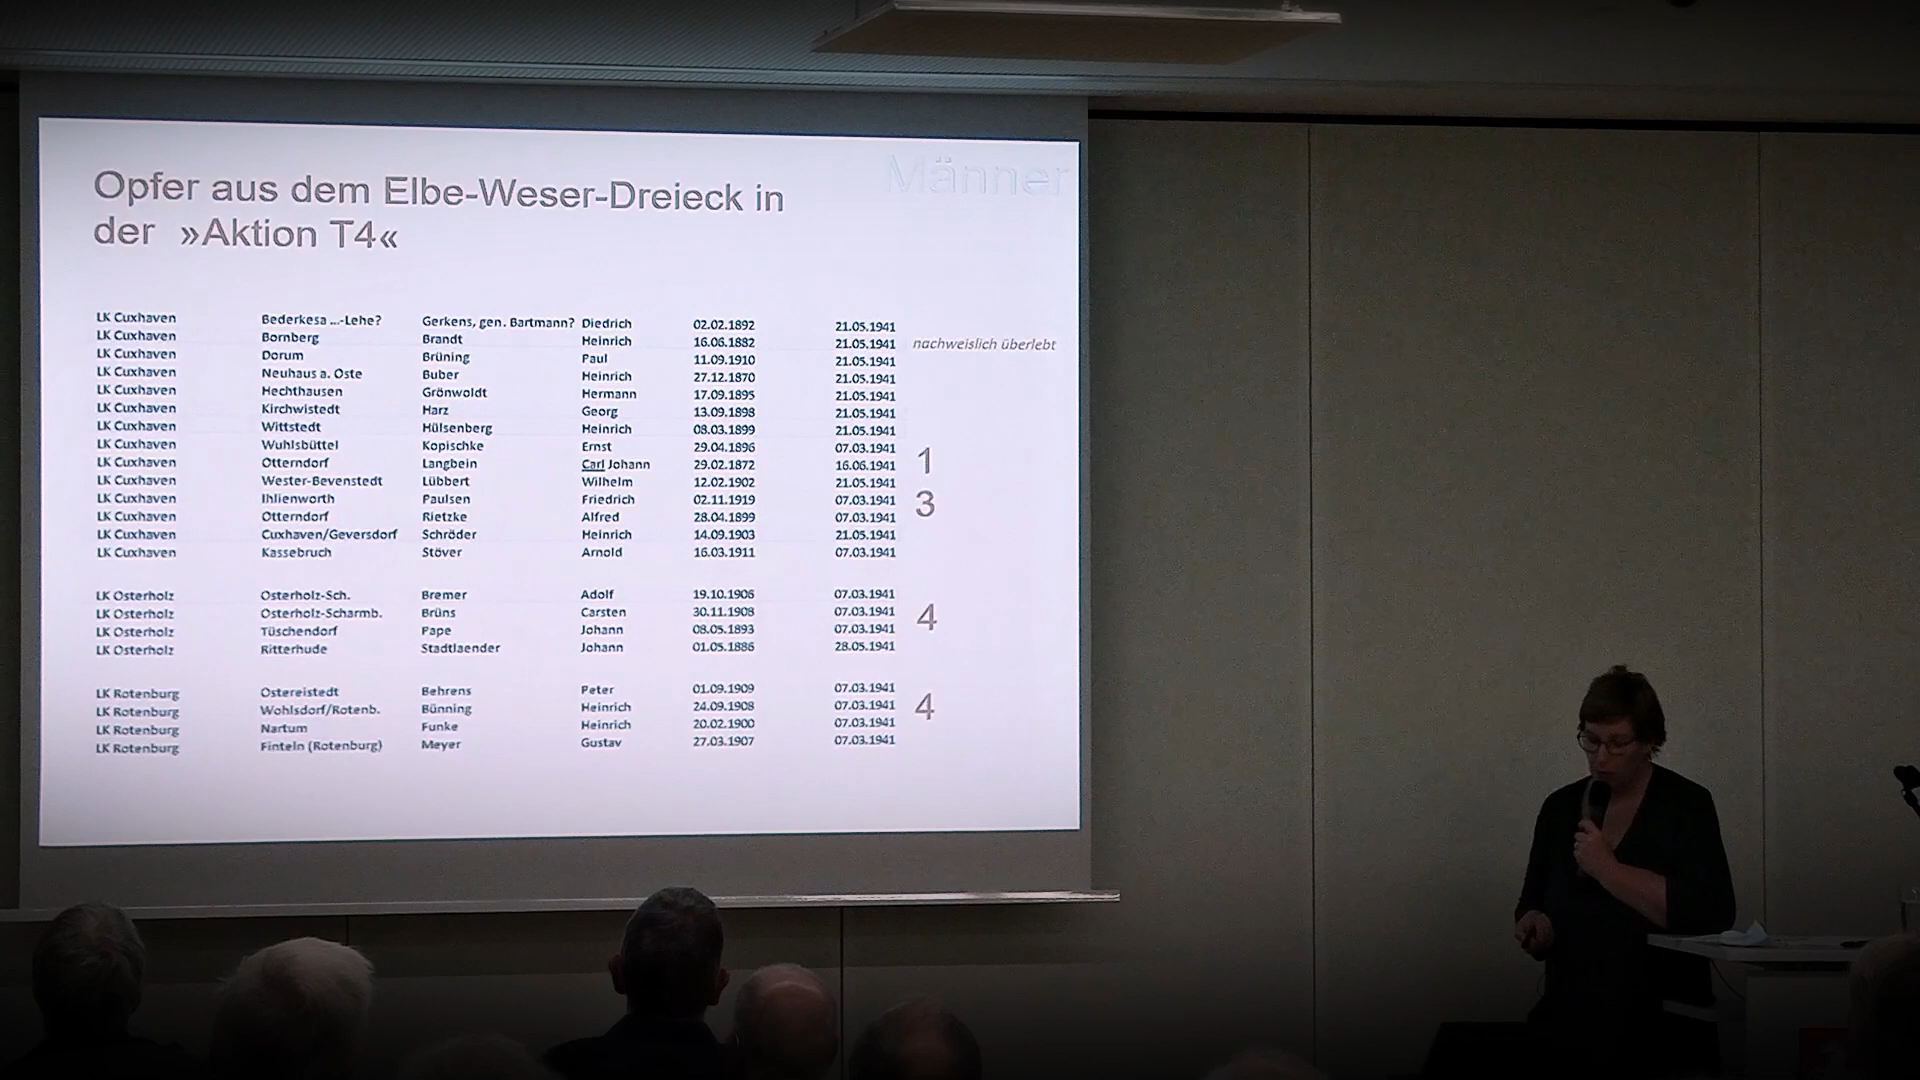 Männer
Opfer aus dem Elbe-Weser-Dreieck in
der »Aktion T4«
LK Cuxhaven Bederkesa ...-Lehe? Gerkens, gen. Bartmann? Diedrich 02.02.1892 21.05.1941
LK Cuxhaven Bornberg Brandt Heinrich 16.06.1882 21.05.1941 nachweislich überlebt
LK Cuxhaven Dorum Brüning Paul 11.09.1910 21.05.1941
LK Cuxhaven Neuhaus a. Oste Buber Heinrich 27.12.1870 21.05.1941
LK Cuxhaven Hechthausen Grönwoldt Hermann 17.09.1895 21.05.1941
LK Cuxhaven Kirchwistedt Harz Georg 13.09.1898 21.05.1941
LK Cuxhaven Wittstedt Hülsenberg Heinrich 08.03.1899 21.05.1941
LK Cuxhaven Wuhlsbüttel Kopischke Ernst 29.04.1896 07.03.1941
LK Cuxhaven Otterndorf Langbein Carl Johann 29.02.1872 16.06.1941 1
LK Cuxhaven Wester-Bevenstedt Lübbert Wilhelm 12.02.1902 21.05.1941
LK Cuxhaven Ihlienworth Paulsen Friedrich 02.11.1919 07.03.1941 3
LK Cuxhaven Otterndorf Rietzke Alfred 28.04.1899 07.03.1941
LK Cuxhaven Cuxhaven/Geversdorf Schröder Heinrich 14.09.1903 21.05.1941
LK Cuxhaven Kassebruch Stöver Arnold 16.03.1911 07.03.1941
LK Osterholz Osterholz-Sch. Bremer Adolf 19.10.1906 07.03.1941
LK Osterholz Osterholz-Scharmb. Brüns Carsten 30.11.1908 07.03.1941 4
LK Osterholz Tüschendorf Pape Johann 08.05.1893 07.03.1941
LK Osterholz Ritterhude Stadtlaender Johann 01.05.1886 28.05.1941
LK Rotenburg Ostereistedt Behrens Peter 01.09.1909 07.03.1941
LK Rotenburg Wohlsdorf/Rotenb. Bünning Heinrich 24.09.1908 07.03.1941 4
LK Rotenburg Nartum Funke Heinrich 20.02.1900 07.03.1941
LK Rotenburg Finteln (Rotenburg) Meyer Gustav 27.03.1907 07.03.1941